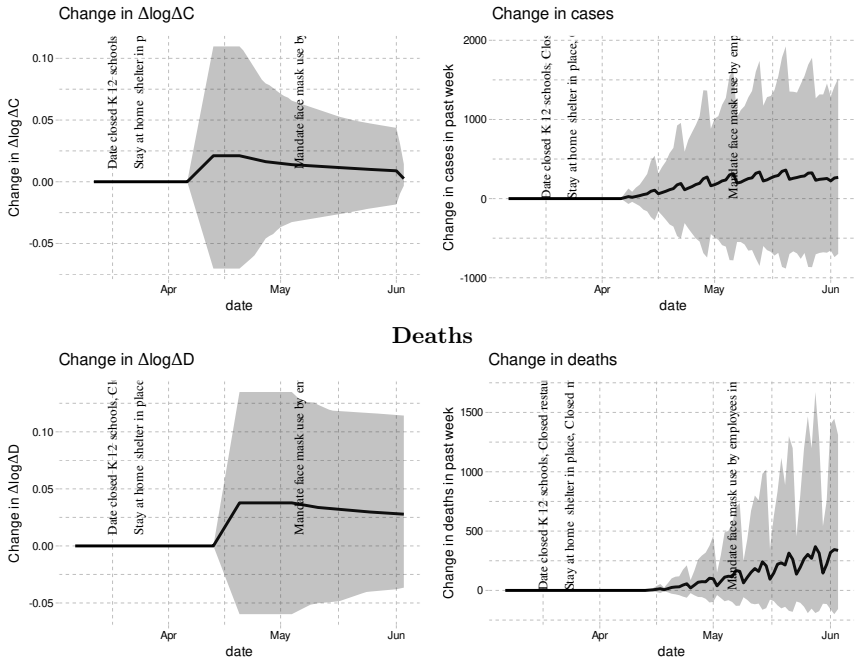 Change in ΔlogΔC
Change in cases
Change in ΔlogΔC
0.10
0.05
0.00
-0.05
Date closed K 12 schools
Stay at home shelter in p
Mandate face mask use by
Apr
May
Jun
date
Change in cases in past week
2000
1000
0
-1000
Date closed K 12 schools, Clos
Stay at home shelter in place,
Mandate face mask use by emp
Apr
May
Jun
date
Deaths
Change in ΔlogΔD
Change in deaths
Change in ΔlogΔD
0.10
0.05
0.00
-0.05
Date closed K 12 schools, Cl
Stay at home shelter in place
Mandate face mask use by em
Apr
May
Jun
date
Change in deaths in past week
1500
1000
500
0
Date closed K 12 schools, Closed restau
Stay at home shelter in place, Closed n
Mandate face mask use by employees in
Apr
May
Jun
date